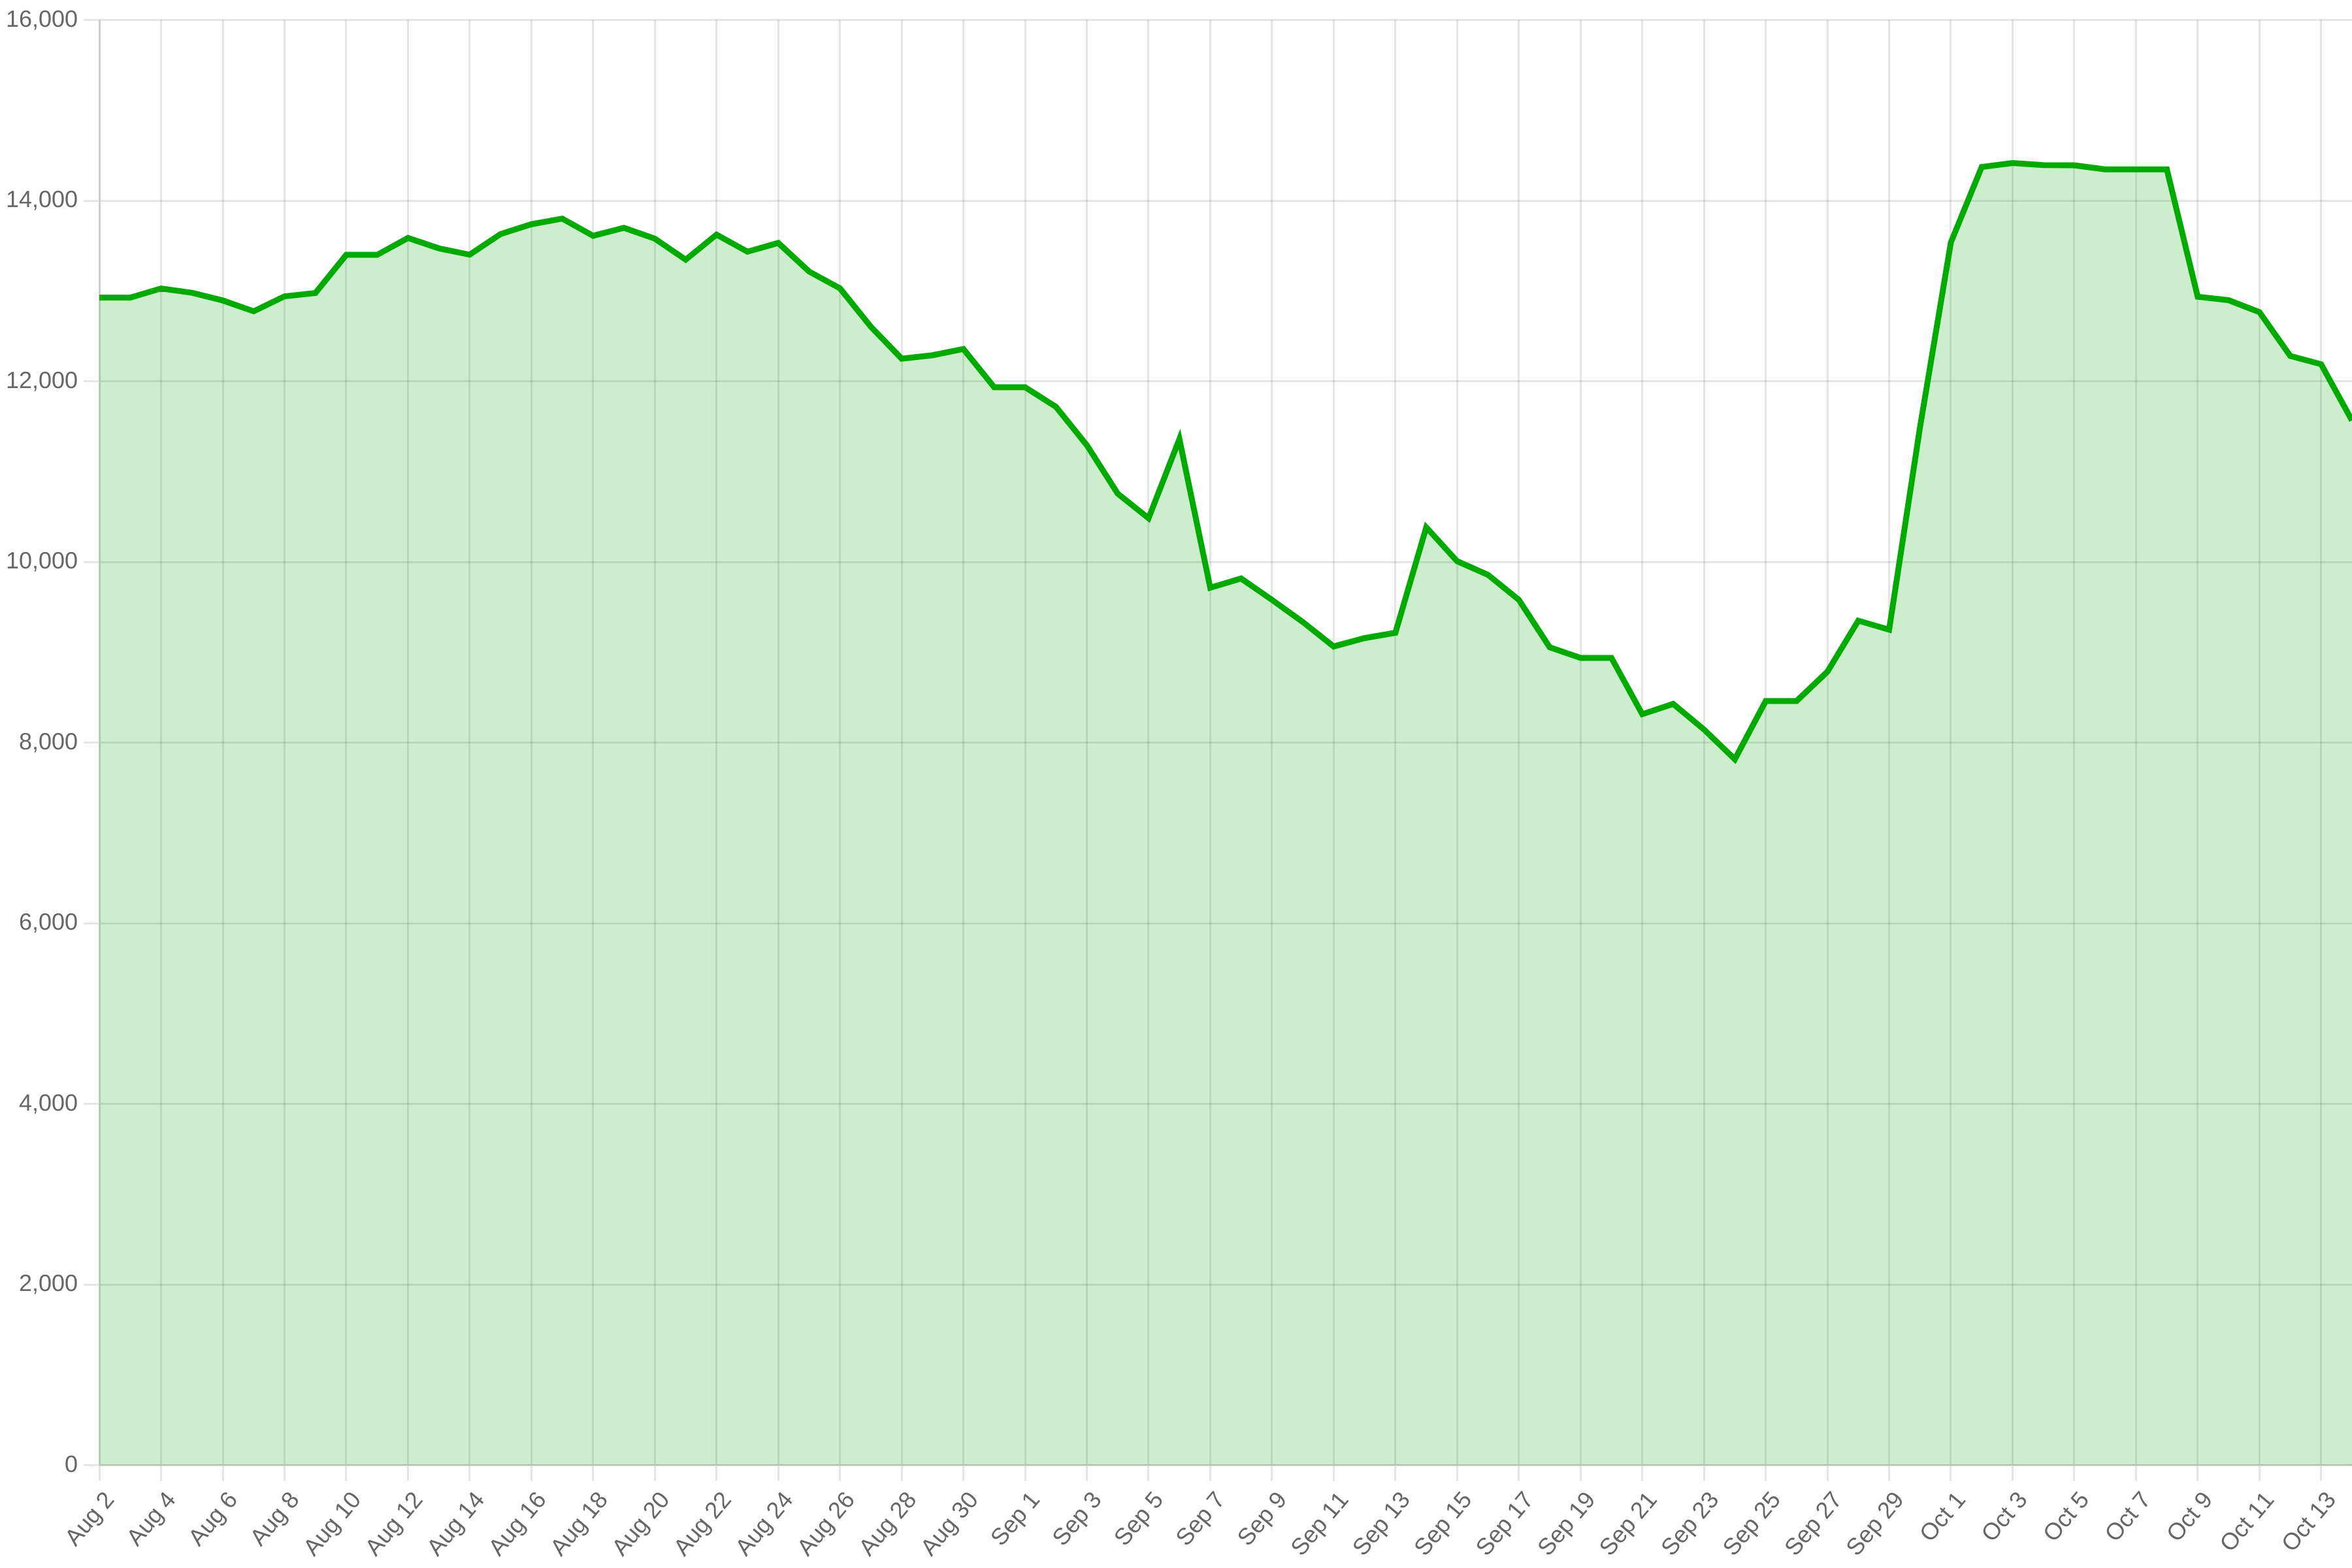 16,000
14,000
12,000
10,000
8,000
6,000
4,000
2,000
0
Aug 2
Aug 4
Aug 6
Aug 8
Aug 10
Aug 12
Aug 14
Aug 16
Aug 18
Aug 20
Aug 22
Aug 24
Aug 26
Aug 28
Aug 30
Sep 1
Sep 3
Sep 5
Sep 7
Sep 9
Sep 11
Sep 13
Sep 15
Sep 17
Sep 19
Sep 21
Sep 23
Sep 25
Sep 27
Sep 29
Oct 1
Oct 3
Oct 5
Oct 7
Oct 9
Oct 11
Oct 13